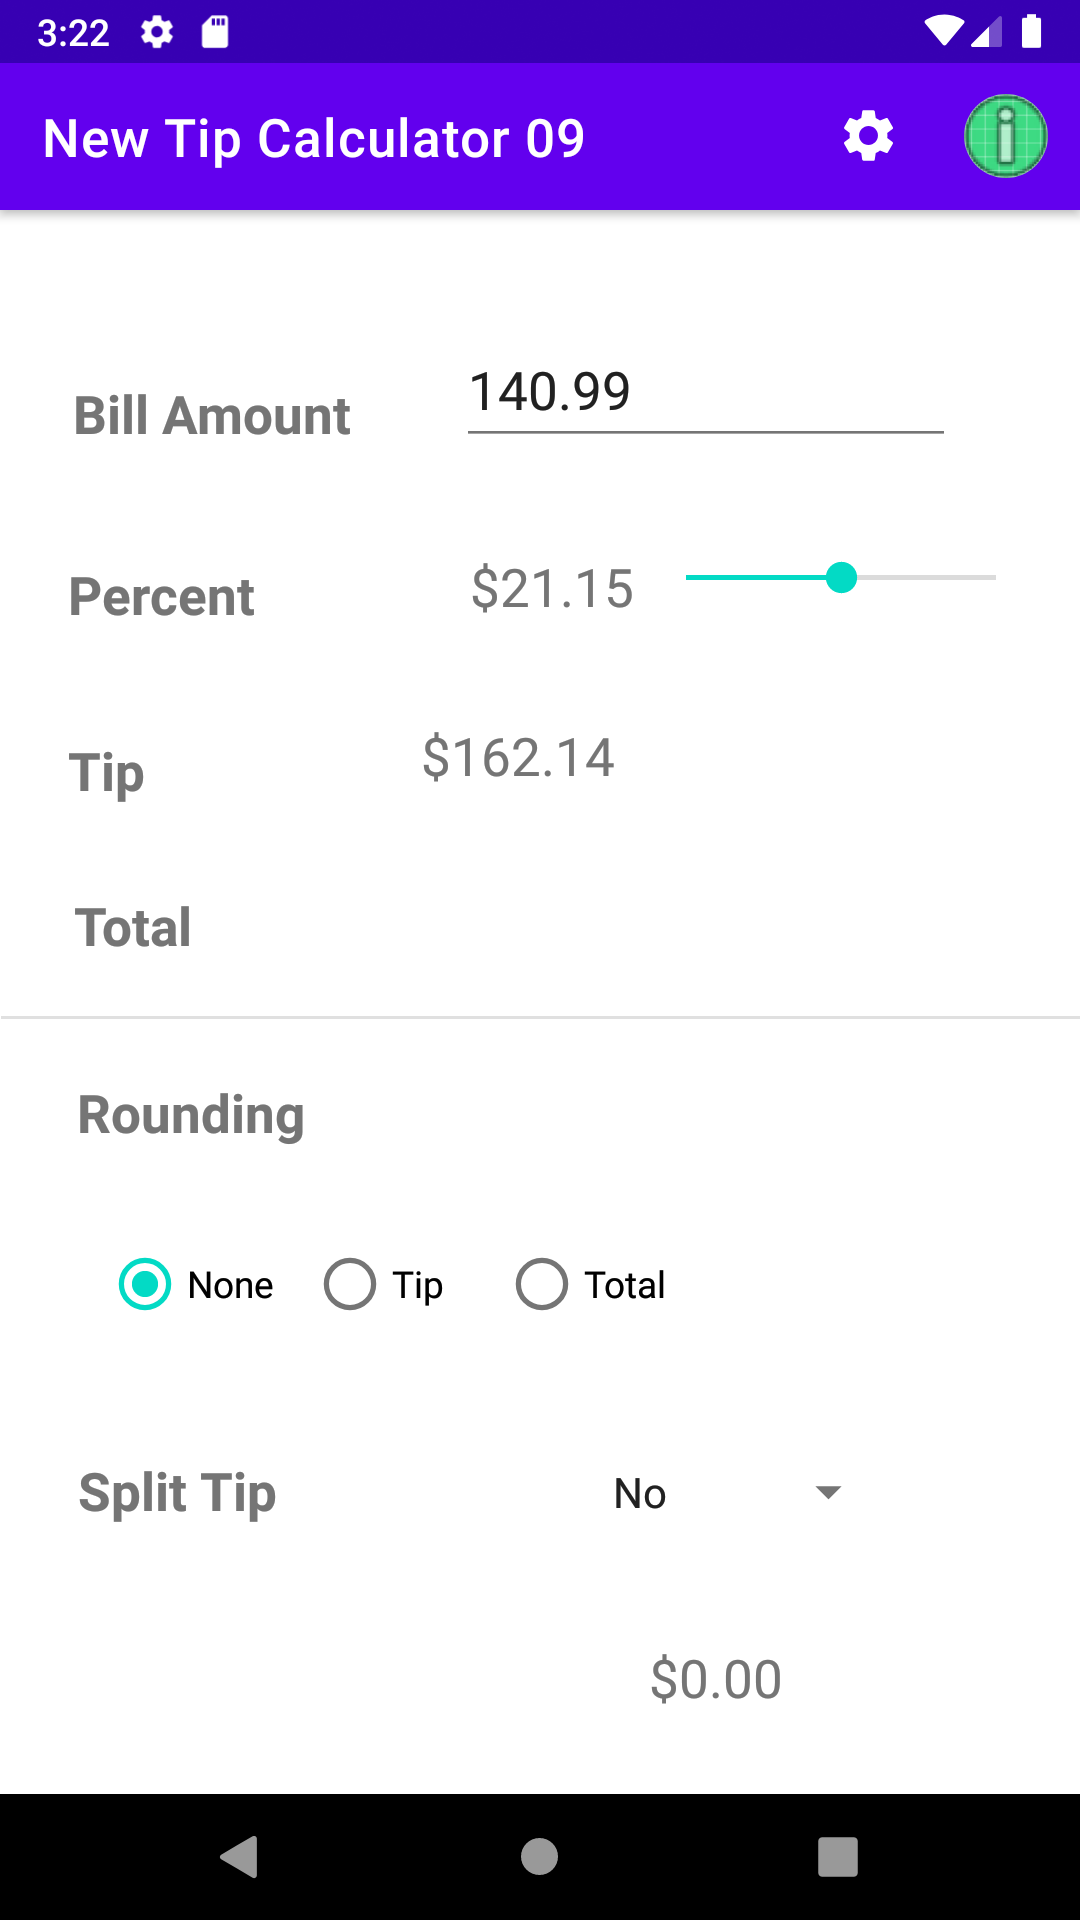 3:22
New Tip Calculator 09
Bill Amount 140.99
Percent $21.15
Tip $162.14
Total
Rounding
None Tip Total
Split Tip No
$0.00